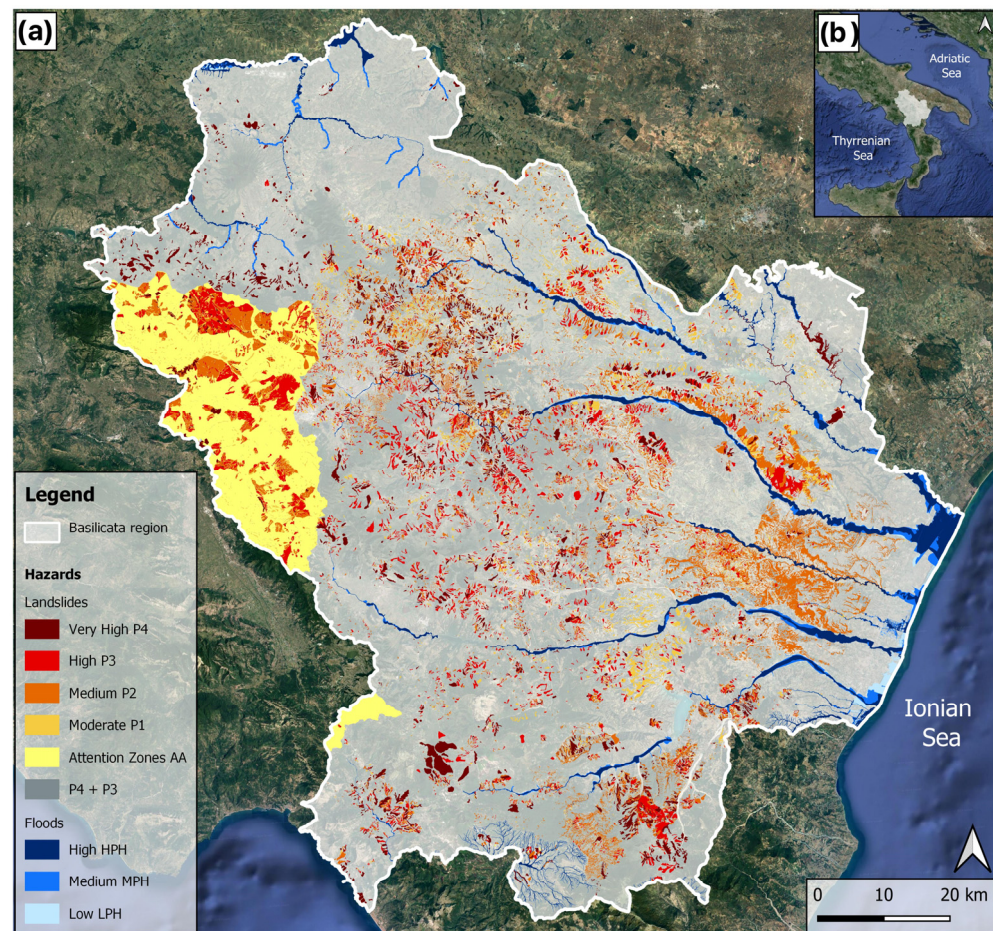 (a)
(b)
Adriatic
Sea
Thyrrenian
Sea
Legend
Basilicata region
Hazards
Landslides
Very High P4
High P3
Medium P2
Moderate P1
Attention Zones AA
P4 + P3
Floods
High HPH
Medium MPH
Low LPH
Ionian
Sea
0 10 20 km